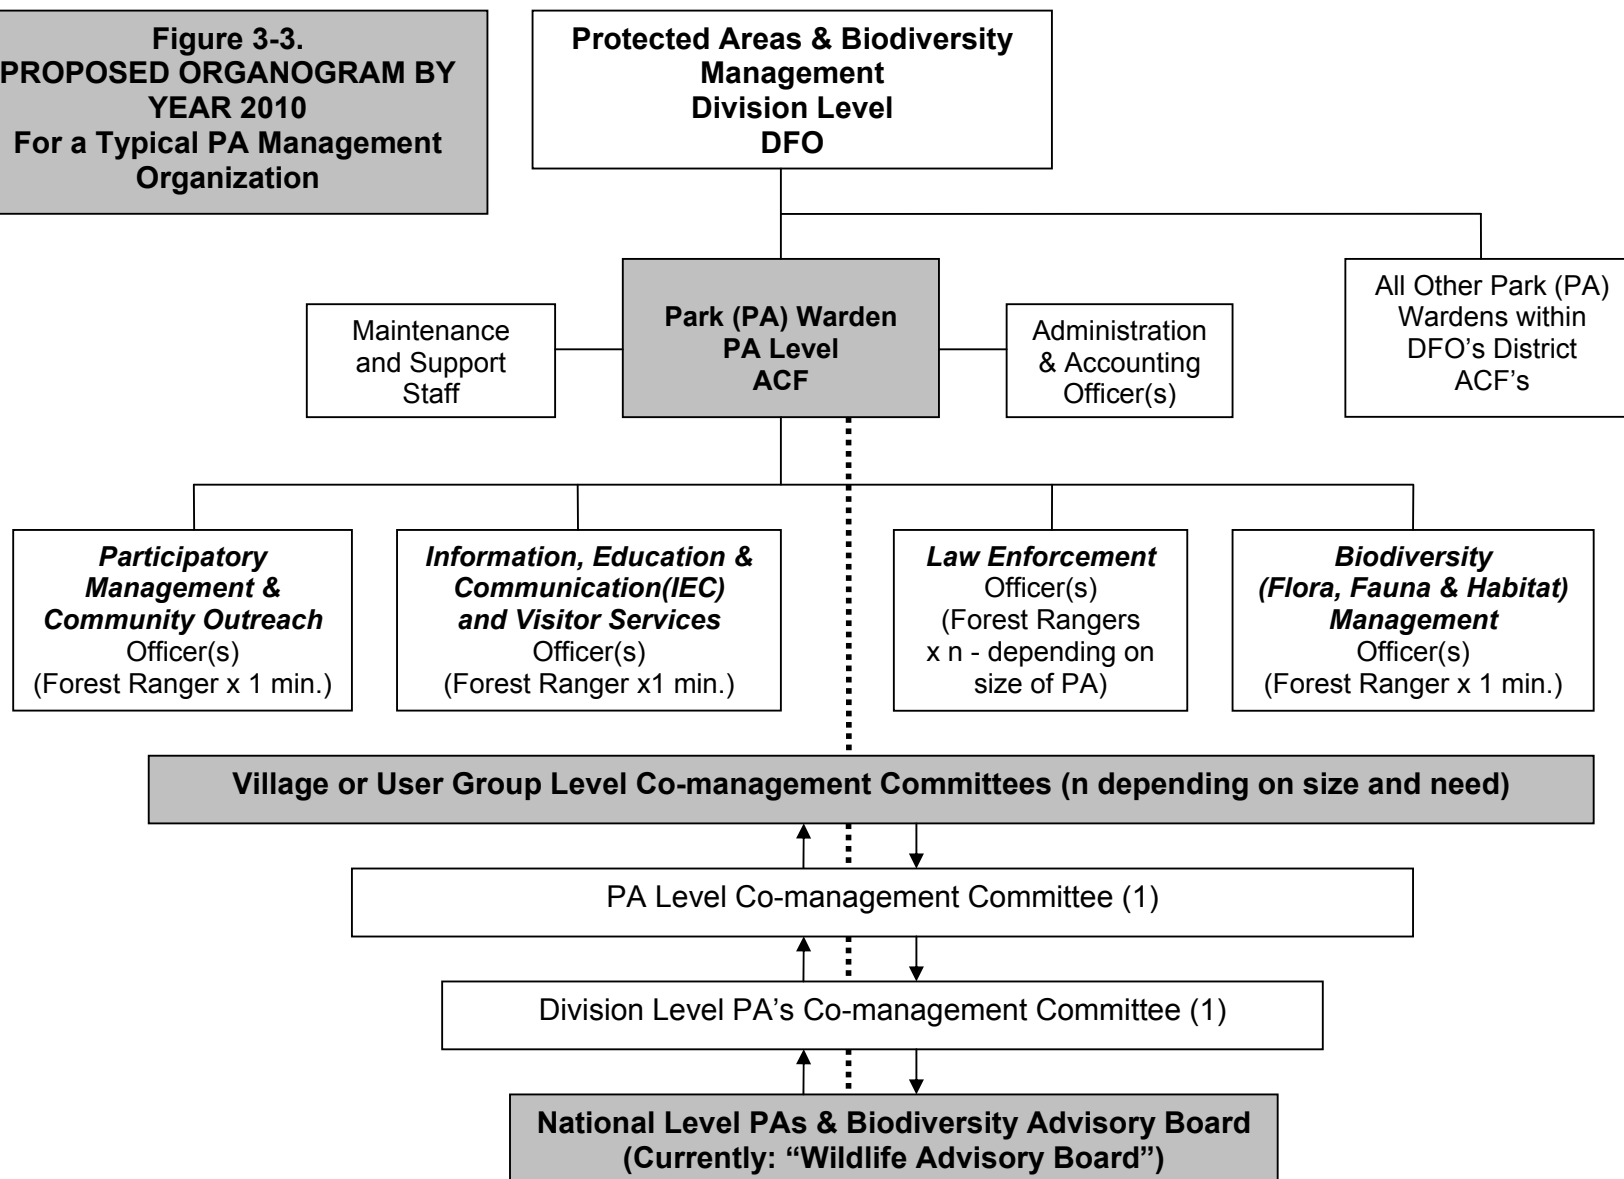 Figure 3-3.
PROPOSED ORGANOGRAM BY
YEAR 2010
For a Typical PA Management
Organization
Protected Areas & Biodiversity
Management
Division Level
DFO
Maintenance
and Support
Staff
Park (PA) Warden
PA Level
ACF
Administration
& Accounting
Officer(s)
All Other Park (PA)
Wardens within
DFO's District
ACF's
Participatory
Management &
Community Outreach
Officer(s)
(Forest Ranger x 1 min.)
Information, Education &
Communication(IEC)
and Visitor Services
Officer(s)
(Forest Ranger x1 min.)
Law Enforcement
Officer(s)
(Forest Rangers
x n - depending on
size of PA)
Biodiversity
(Flora, Fauna & Habitat)
Management
Officer(s)
(Forest Ranger x 1 min.)
Village or User Group Level Co-management Committees (n depending on size and need)
PA Level Co-management Committee (1)
Division Level PA's Co-management Committee (1)
National Level PAs & Biodiversity Advisory Board
(Currently: "Wildlife Advisory Board")